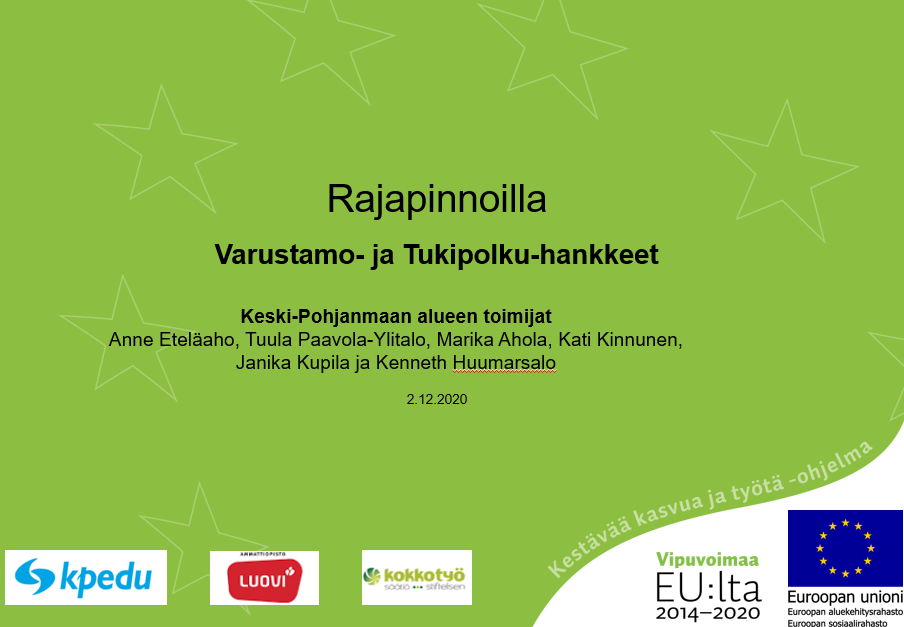 Rajapinnoilla
Varustamo- ja Tukipolku-hankkeet
Keski-Pohjanmaan alueen toimijat
Anne Eteläaho, Tuula Paavola-Ylitalo, Marika Ahola, Kati Kinnunen,
Janika Kupila ja Kenneth Huumarsalo
2.12.2020
Kestävää kasvua ja työtä -ohjelma
kpedu
AMMATTIOPISTO
LUOVI
kokkotyö
säätiö ••• stiftelsen
Vipuvoimaa
EU:lta
2014–2020
Euroopan unioni
Euroopan aluekehitysrahasto
Euroopan sosiaalirahasto